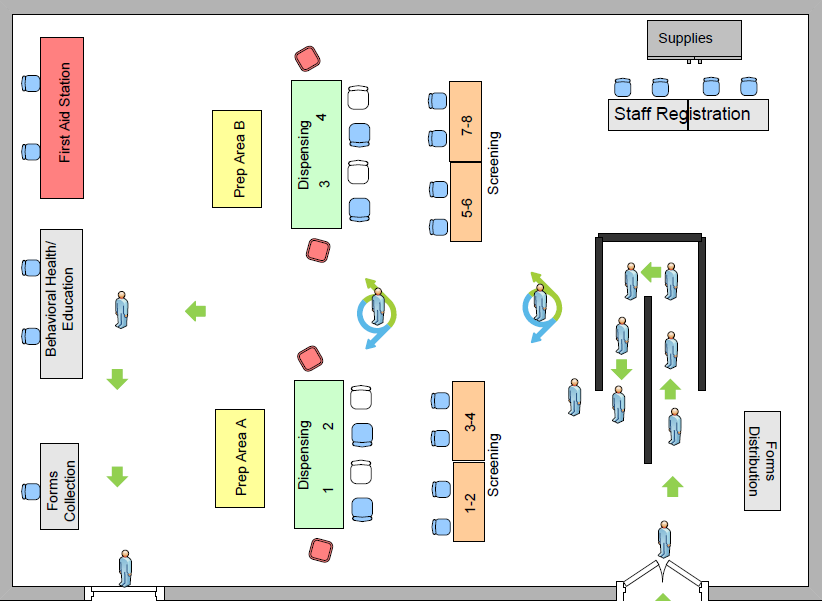 Supplies
Staff Registration
First Aid Station
Prep Area B
Dispensing
3 4
7-8
5-6
Screening
Behavioral Health/
Education
Forms
Collection
Prep Area A
Dispensing
1 2
3-4
1-2
Screening
Forms
Distribution